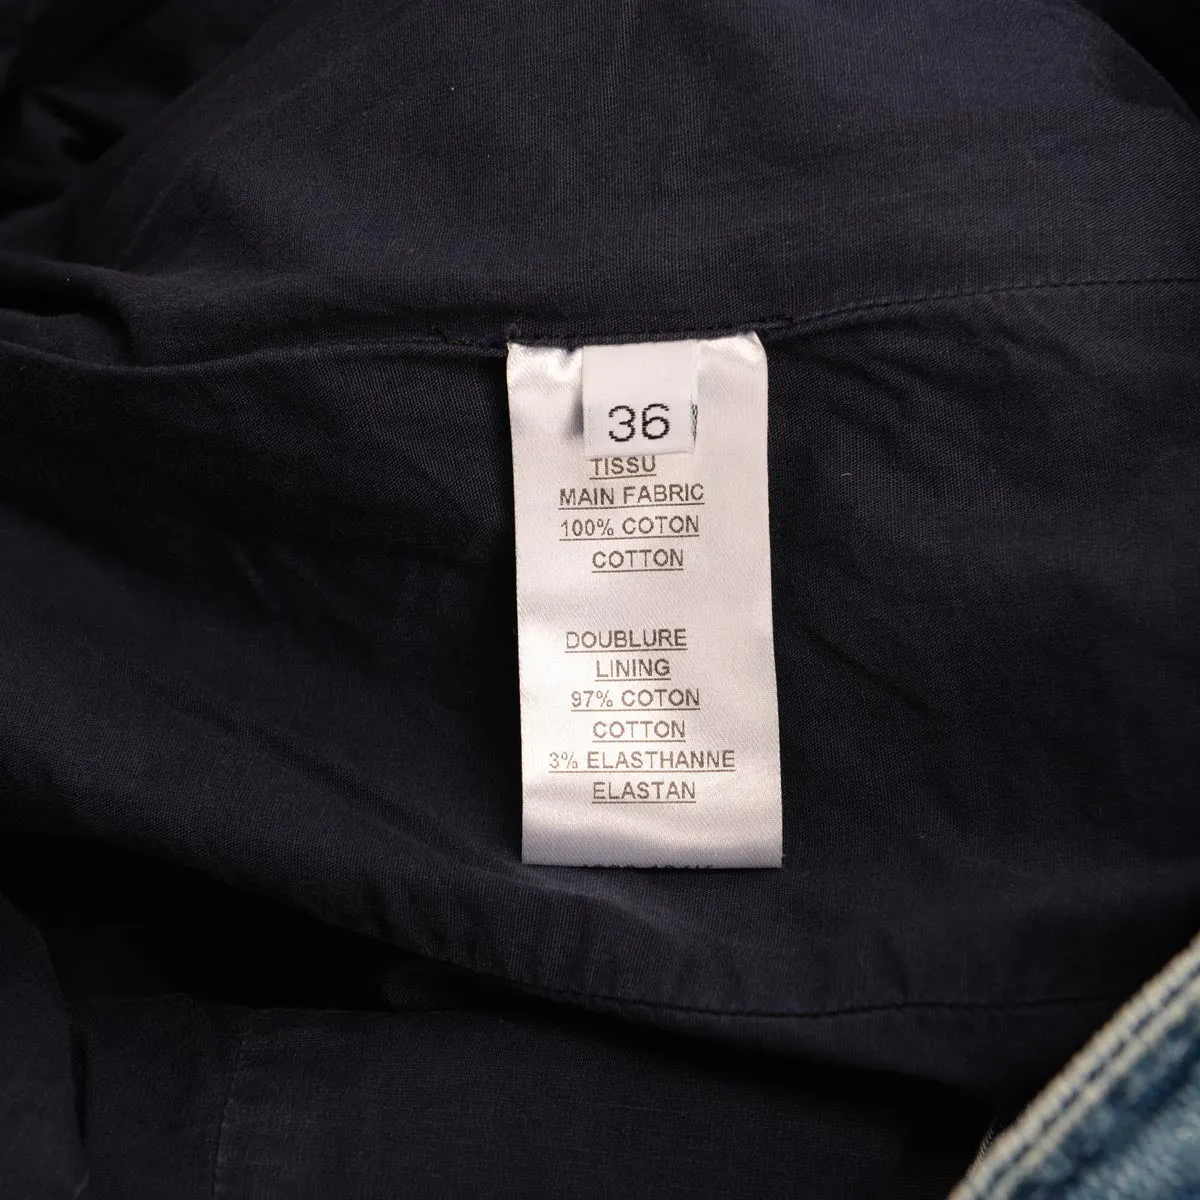 36
TISSU
MAIN FABRIC
100% COTON
COTTON
DOUBLURE
LINING
97% COTON
COTTON
3% ELASTHANNE
ELASTAN